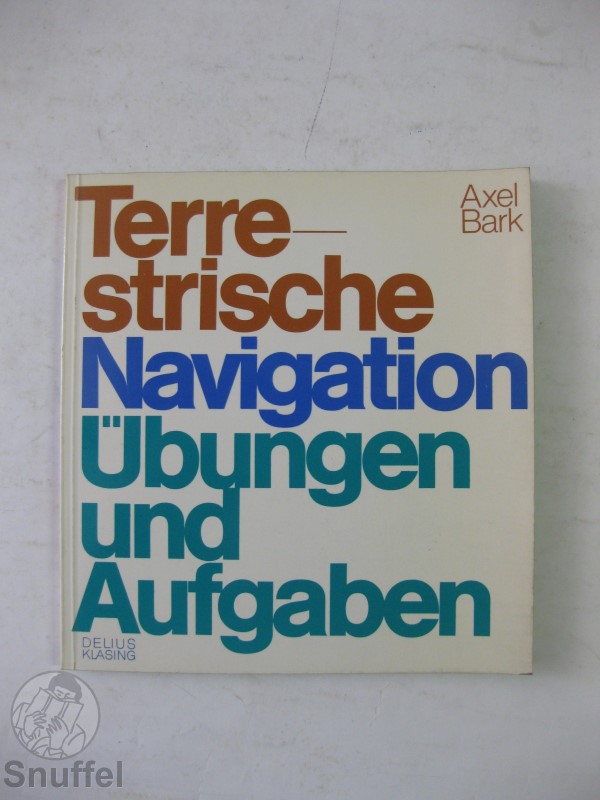 Terre-
strische
Navigation
Übungen
und
Aufgaben
Axel
Bark
DELIUS
KLASING
Snuffel